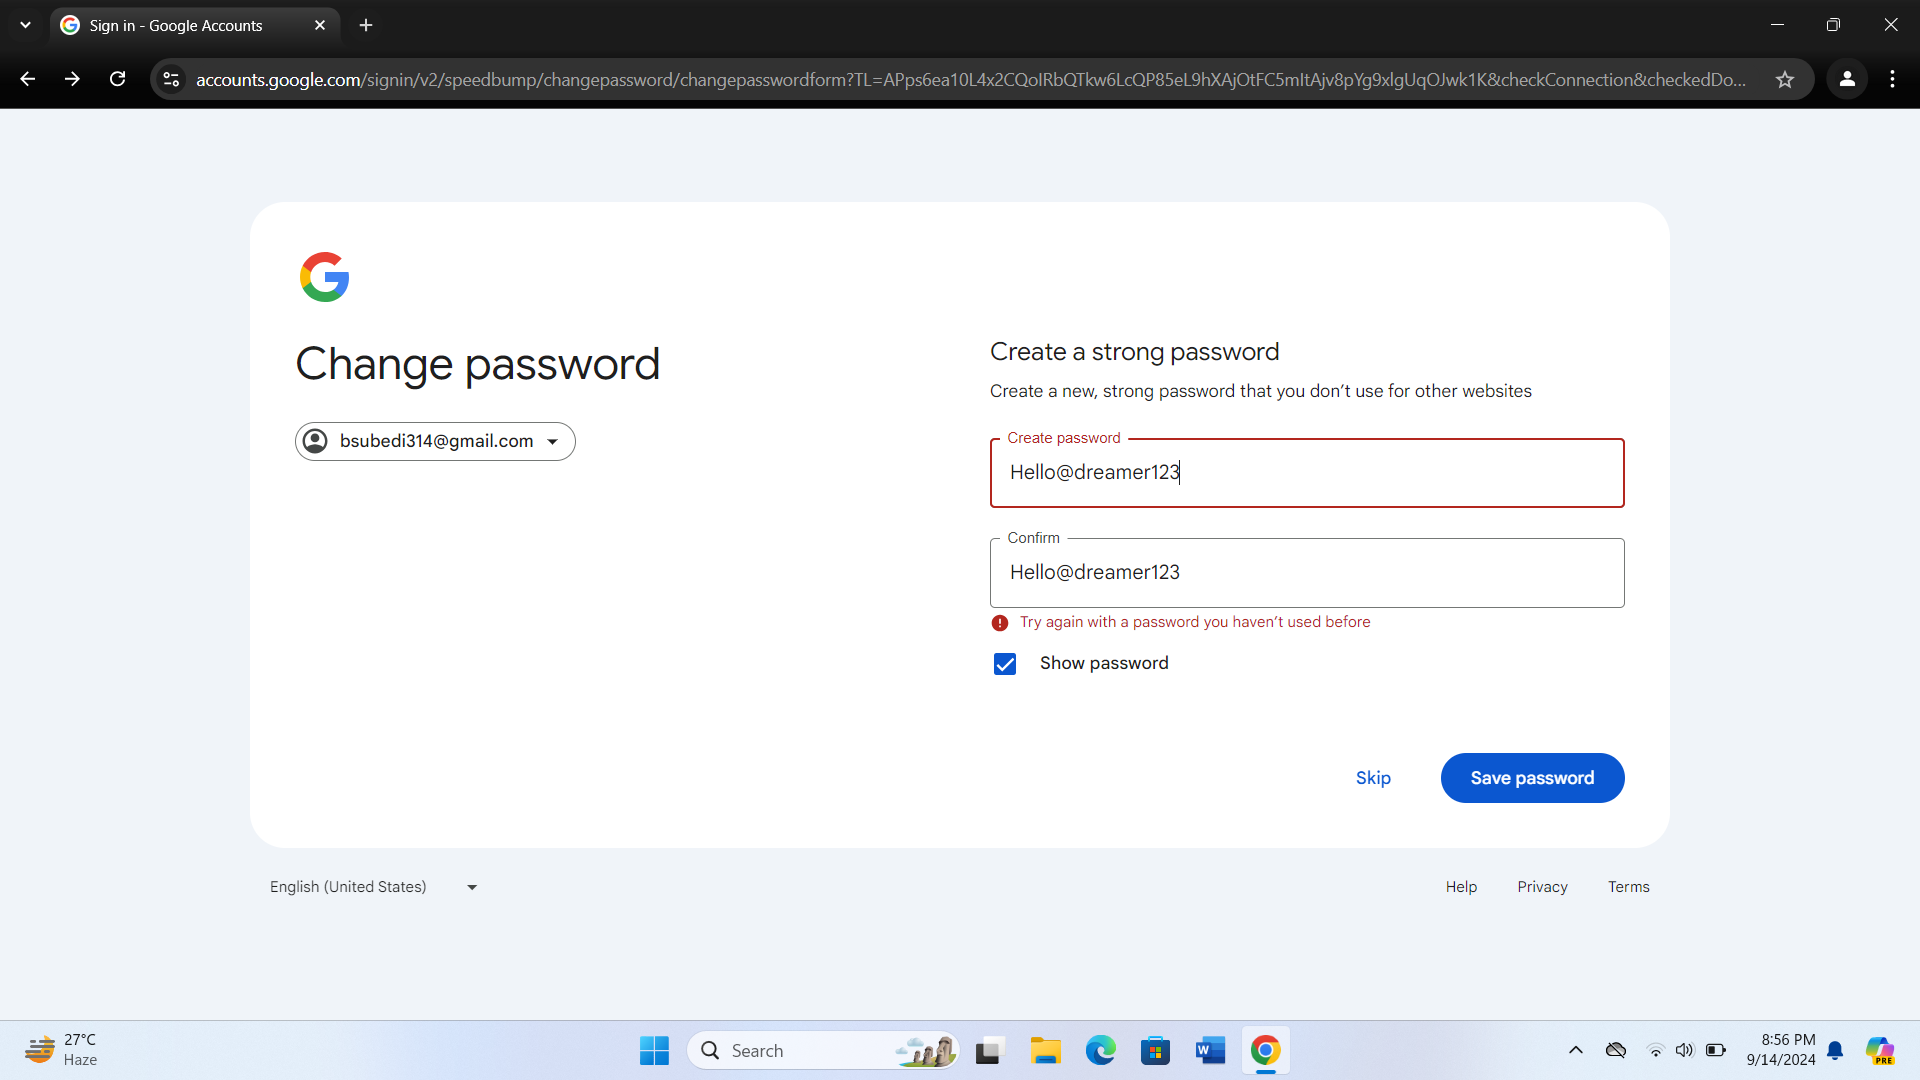 Sign in - Google Accounts
accounts.google.com/signin/v2/speedbump/changepassword/changepasswordform?TL=APps6ea10L4x2CQoIRbQTkw6LcQP85eL9hXAjOtFC5mItAjv8pYg9xlgUqOJwk1K&checkConnection&checkedDo...
Change password
bsubedi314@gmail.com
Create a strong password
Create a new, strong password that you don’t use for other websites
Create password
Hello@dreamer123
Confirm
Hello@dreamer123
Try again with a password you haven’t used before
Show password
Skip
Save password
English (United States)
Help
Privacy
Terms
27°C
Haze
Search
W
8:56 PM
9/14/2024
PRE